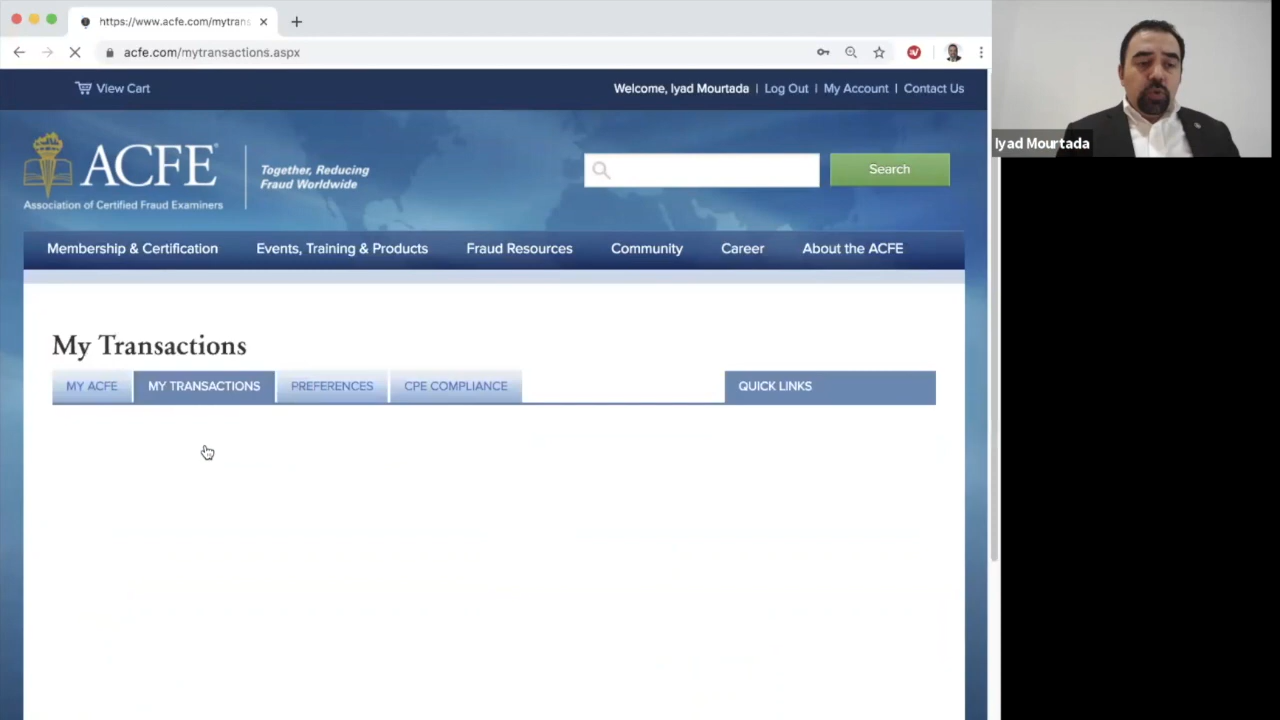 https://www.acfe.com/mytrans
acfe.com/mytransactions.aspx
View Cart
Welcome, Iyad Mourtada | Log Out | My Account | Contact Us
ACFE
Together, Reducing
Fraud Worldwide
Association of Certified Fraud Examiners
Search
Membership & Certification
Events, Training & Products
Fraud Resources
Community
Career
About the ACFE
My Transactions
MY ACFE
MY TRANSACTIONS
PREFERENCES
CPE COMPLIANCE
QUICK LINKS
Iyad Mourtada